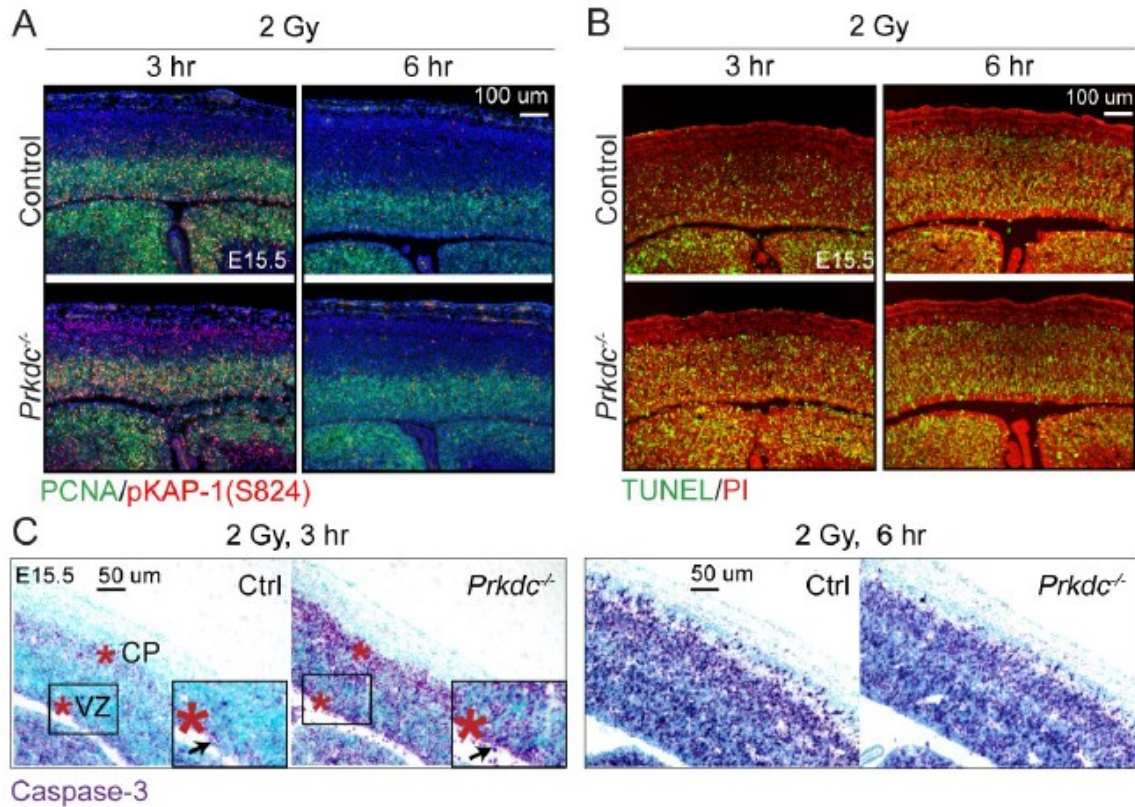 A
2 Gy
3 hr
6 hr
Control
100 um
E15.5
Prkdc-/-
PCNA/pKAP-1(S824)
B
2 Gy
3 hr
6 hr
100 um
E15.5
TUNEL/PI
C
2 Gy, 3 hr
E15.5
50 um
Ctrl
Prkdc-/-
* CP
* VZ
*
*
*
*
2 Gy, 6 hr
50 um
Ctrl
Prkdc-/-
Caspase-3